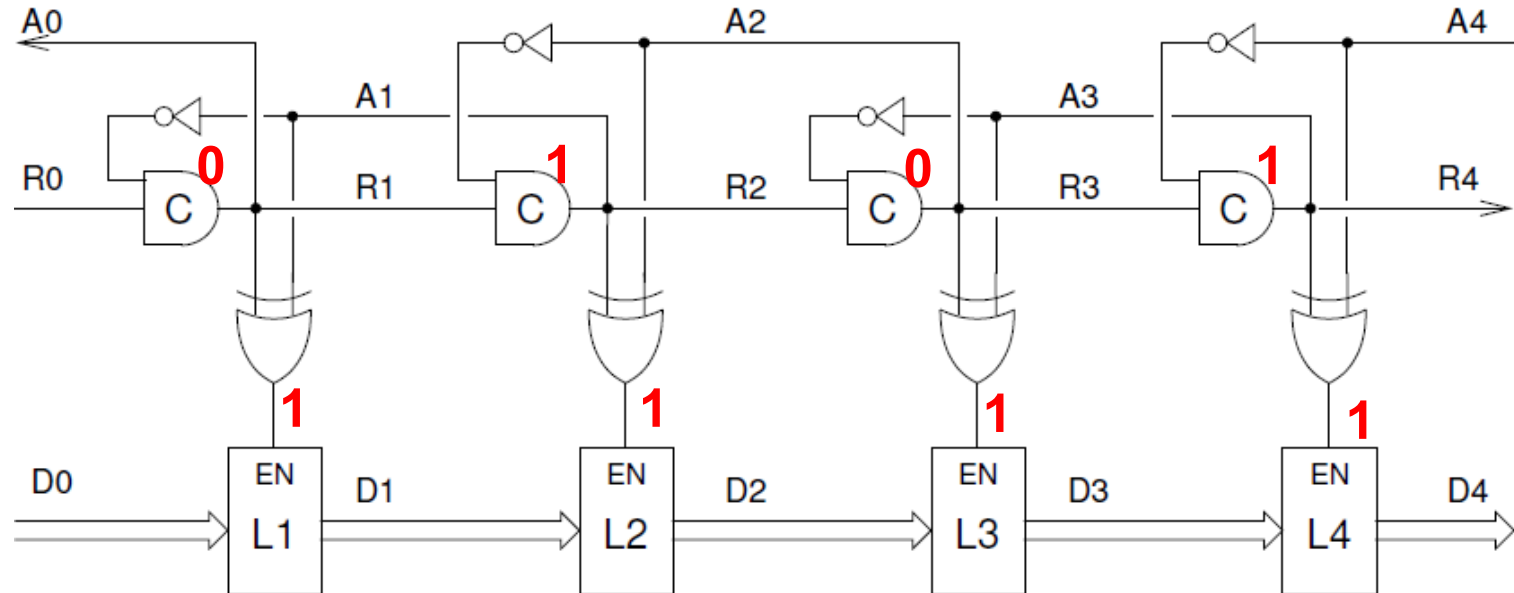 A0 A2 A4
A1 A3
R0 0 R1 1 R2 0 R3 1 R4
C C C C
1 1 1 1
D0 EN D1 EN D2 EN D3 EN D4
L1 L2 L3 L4